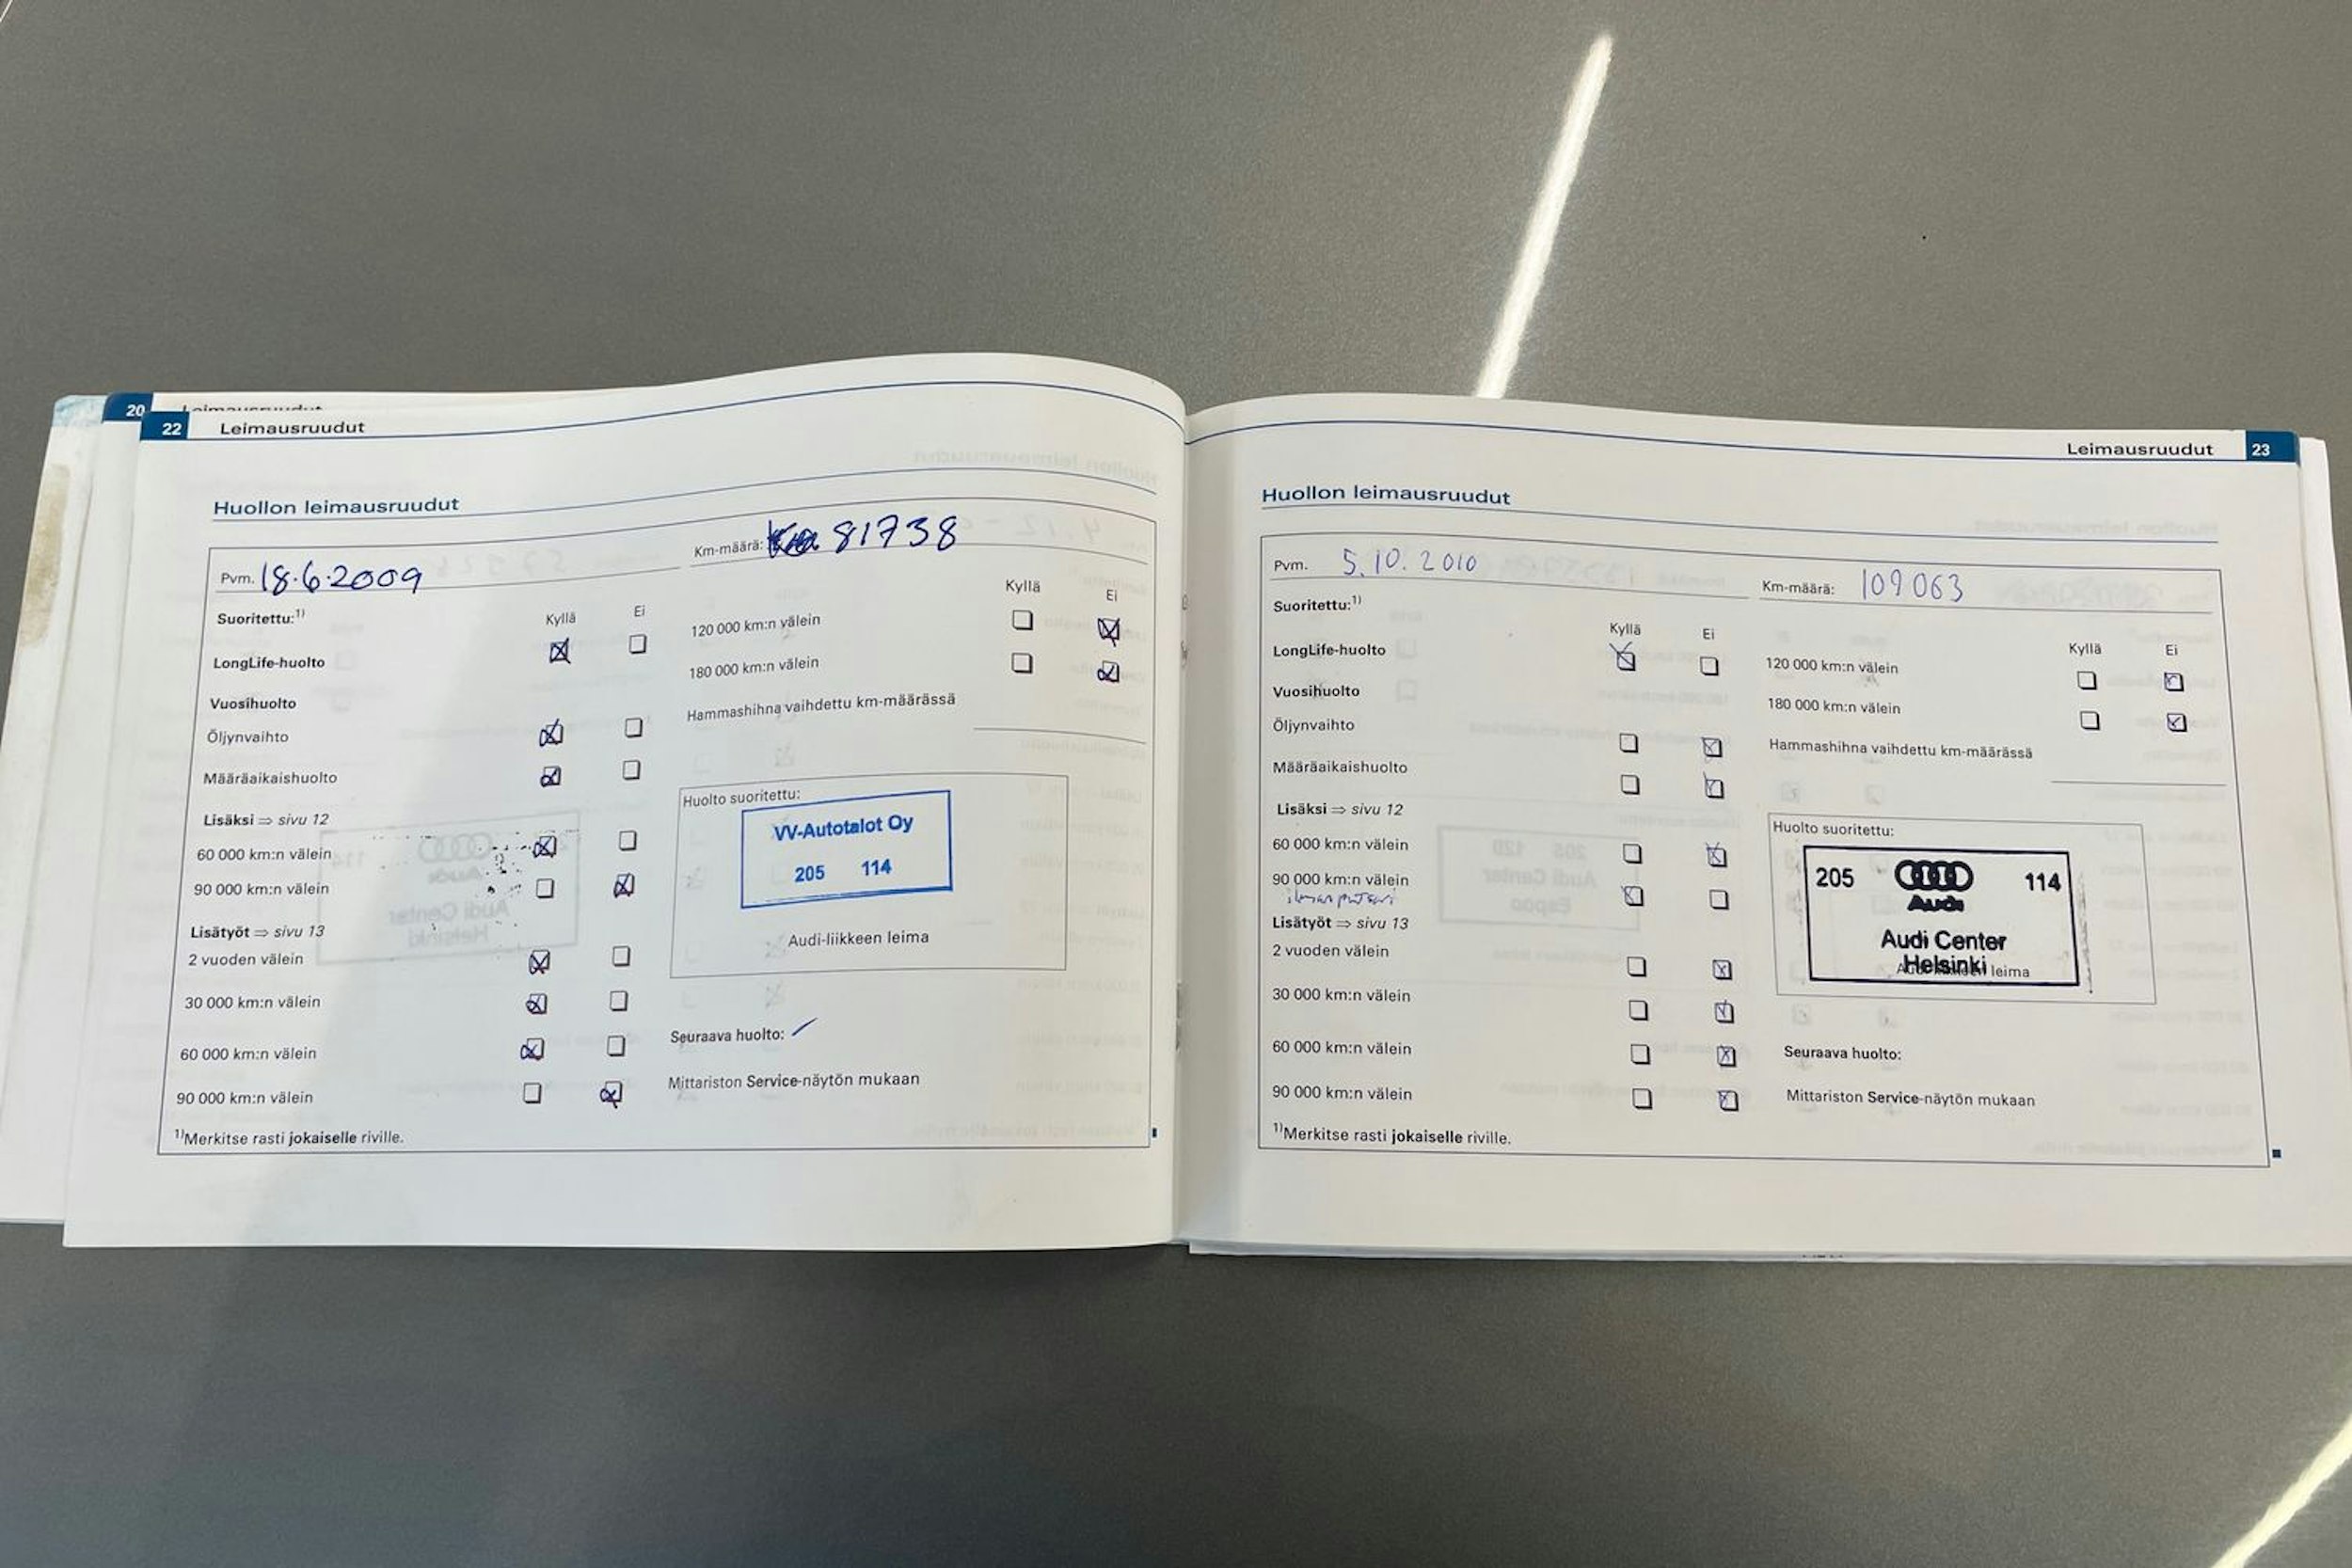 20 Leimausruudut
22 Leimausruudut
Huollon leimausruudut
Pvm. 18.6.2009
Km-määrä: 81738
Suoritettu:1)
Kyllä Ei
Kyllä Ei
LongLife-huolto
120 000 km:n välein
180 000 km:n välein
Vuosihuolto
Hammashihna vaihdettu km-määrässä
Öljynvaihto
Määräaikaishuolto
Lisäksi ⇒ sivu 12
60 000 km:n välein
90 000 km:n välein
Huolto suoritettu:
VV-Autotalot Oy
205 114
Audi-liikkeen leima
Lisätyöt ⇒ sivu 13
2 vuoden välein
30 000 km:n välein
60 000 km:n välein
90 000 km:n välein
Seuraava huolto:
Mittariston Service-näytön mukaan
1)Merkitse rasti jokaiselle riville.
Leimausruudut 23
Huollon leimausruudut
Pvm. 5.10.2010
Km-määrä: 109063
Suoritettu:1)
Kyllä Ei
Kyllä Ei
LongLife-huolto
120 000 km:n välein
180 000 km:n välein
Vuosihuolto
Hammashihna vaihdettu km-määrässä
Öljynvaihto
Määräaikaishuolto
Lisäksi ⇒ sivu 12
60 000 km:n välein
90 000 km:n välein
Huolto suoritettu:
205 Audi 114
Audi Center
Helsinki
leima
Lisätyöt ⇒ sivu 13
2 vuoden välein
30 000 km:n välein
60 000 km:n välein
90 000 km:n välein
Seuraava huolto:
Mittariston Service-näytön mukaan
1)Merkitse rasti jokaiselle riville.